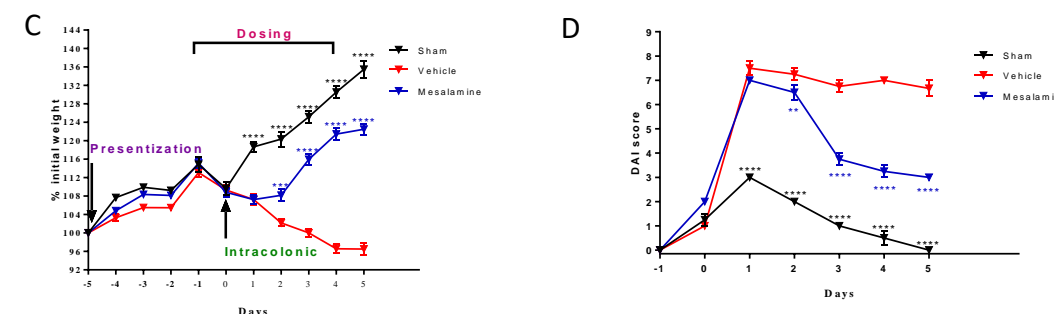 C
% initial weight
144
140
136
132
128
124
120
116
112
108
104
100
96
92
Dosing
Presentization
Intracolonic
****
****
****
****
****
****
****
****
***
Sham
Vehicle
Mesalamine
-5 -4 -3 -2 -1 0 1 2 3 4 5
Days
D
DAI score
9
8
7
6
5
4
3
2
1
0
**
****
****
****
****
****
****
****
****
Sham
Vehicle
Mesalami
-1 0 1 2 3 4 5
Days